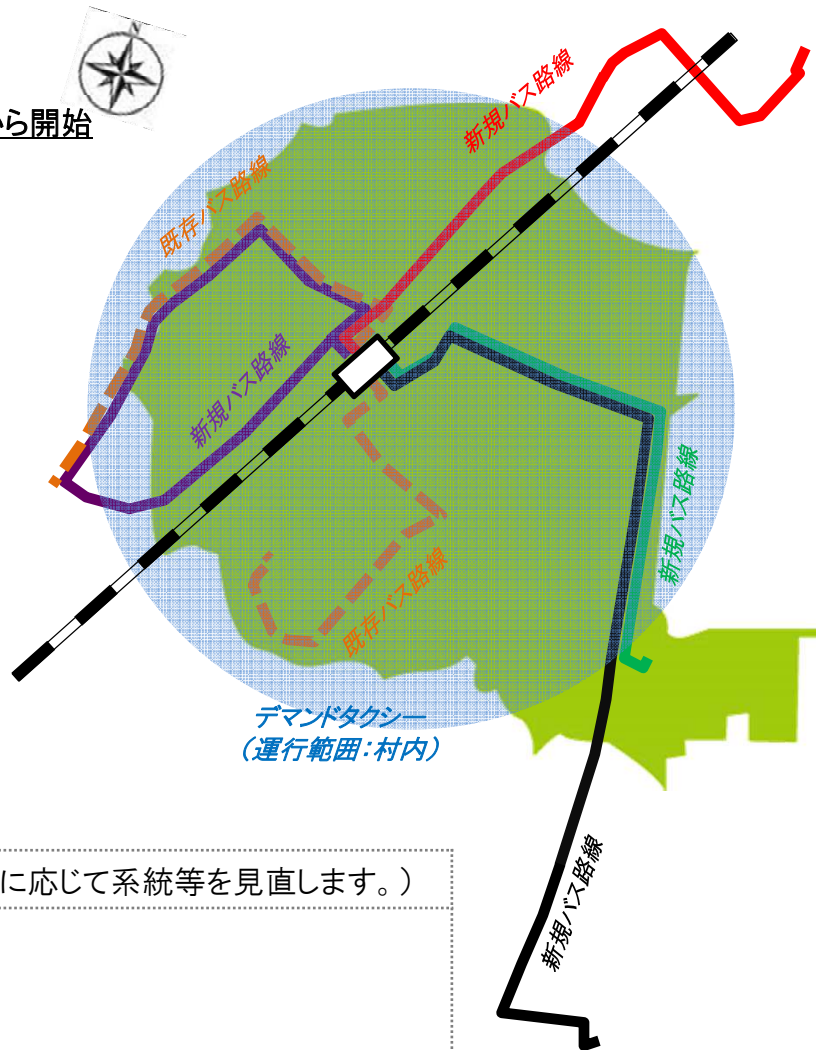 ら開始
新規バス路線
既存バス路線
新規バス路線
新規バス路線
既存バス路線
デマンドタクシー
（運行範囲：村内）
に応じて系統等を見直します。）
新規バス路線